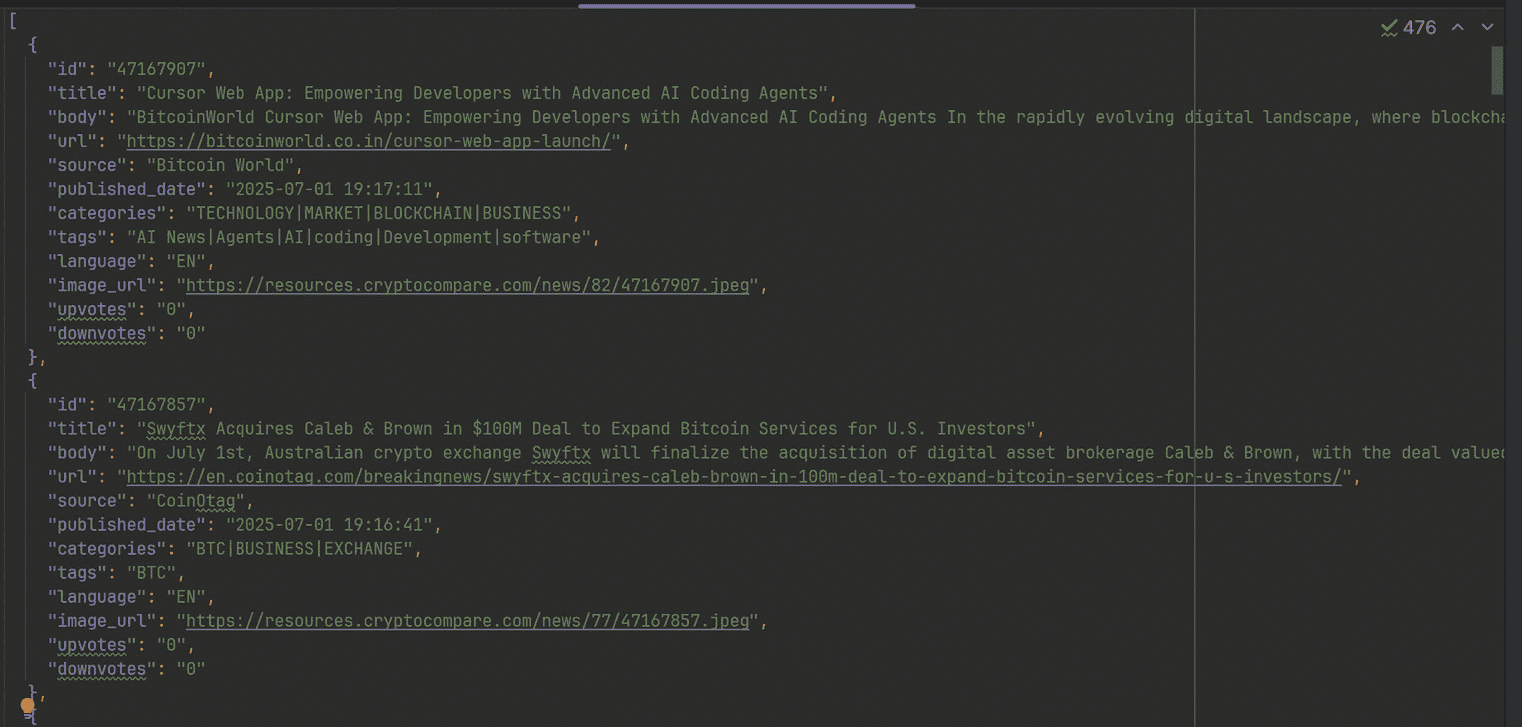 [
476
{
"id": "47167907",
"title": "Cursor Web App: Empowering Developers with Advanced AI Coding Agents",
"body": "BitcoinWorld Cursor Web App: Empowering Developers with Advanced AI Coding Agents In the rapidly evolving digital landscape, where blockcha
"url": "https://bitcoinworld.co.in/cursor-web-app-launch/",
"source": "Bitcoin World",
"published_date": "2025-07-01 19:17:11",
"categories": "TECHNOLOGY|MARKET|BLOCKCHAIN|BUSINESS",
"tags": "AI News|Agents|AI|coding|Development|software",
"language": "EN",
"image_url": "https://resources.cryptocompare.com/news/82/47167907.jpeg",
"upvotes": "0",
"downvotes": "0"
},
{
"id": "47167857",
"title": "Swyftx Acquires Caleb & Brown in $100M Deal to Expand Bitcoin Services for U.S. Investors",
"body": "On July 1st, Australian crypto exchange Swyftx will finalize the acquisition of digital asset brokerage Caleb & Brown, with the deal valued
"url": "https://en.coinotag.com/breakingnews/swyftx-acquires-caleb-brown-in-100m-deal-to-expand-bitcoin-services-for-u-s-investors/",
"source": "CoinOtag",
"published_date": "2025-07-01 19:16:41",
"categories": "BTC|BUSINESS|EXCHANGE",
"tags": "BTC",
"language": "EN",
"image_url": "https://resources.cryptocompare.com/news/77/47167857.jpeg",
"upvotes": "0",
"downvotes": "0"
},
{